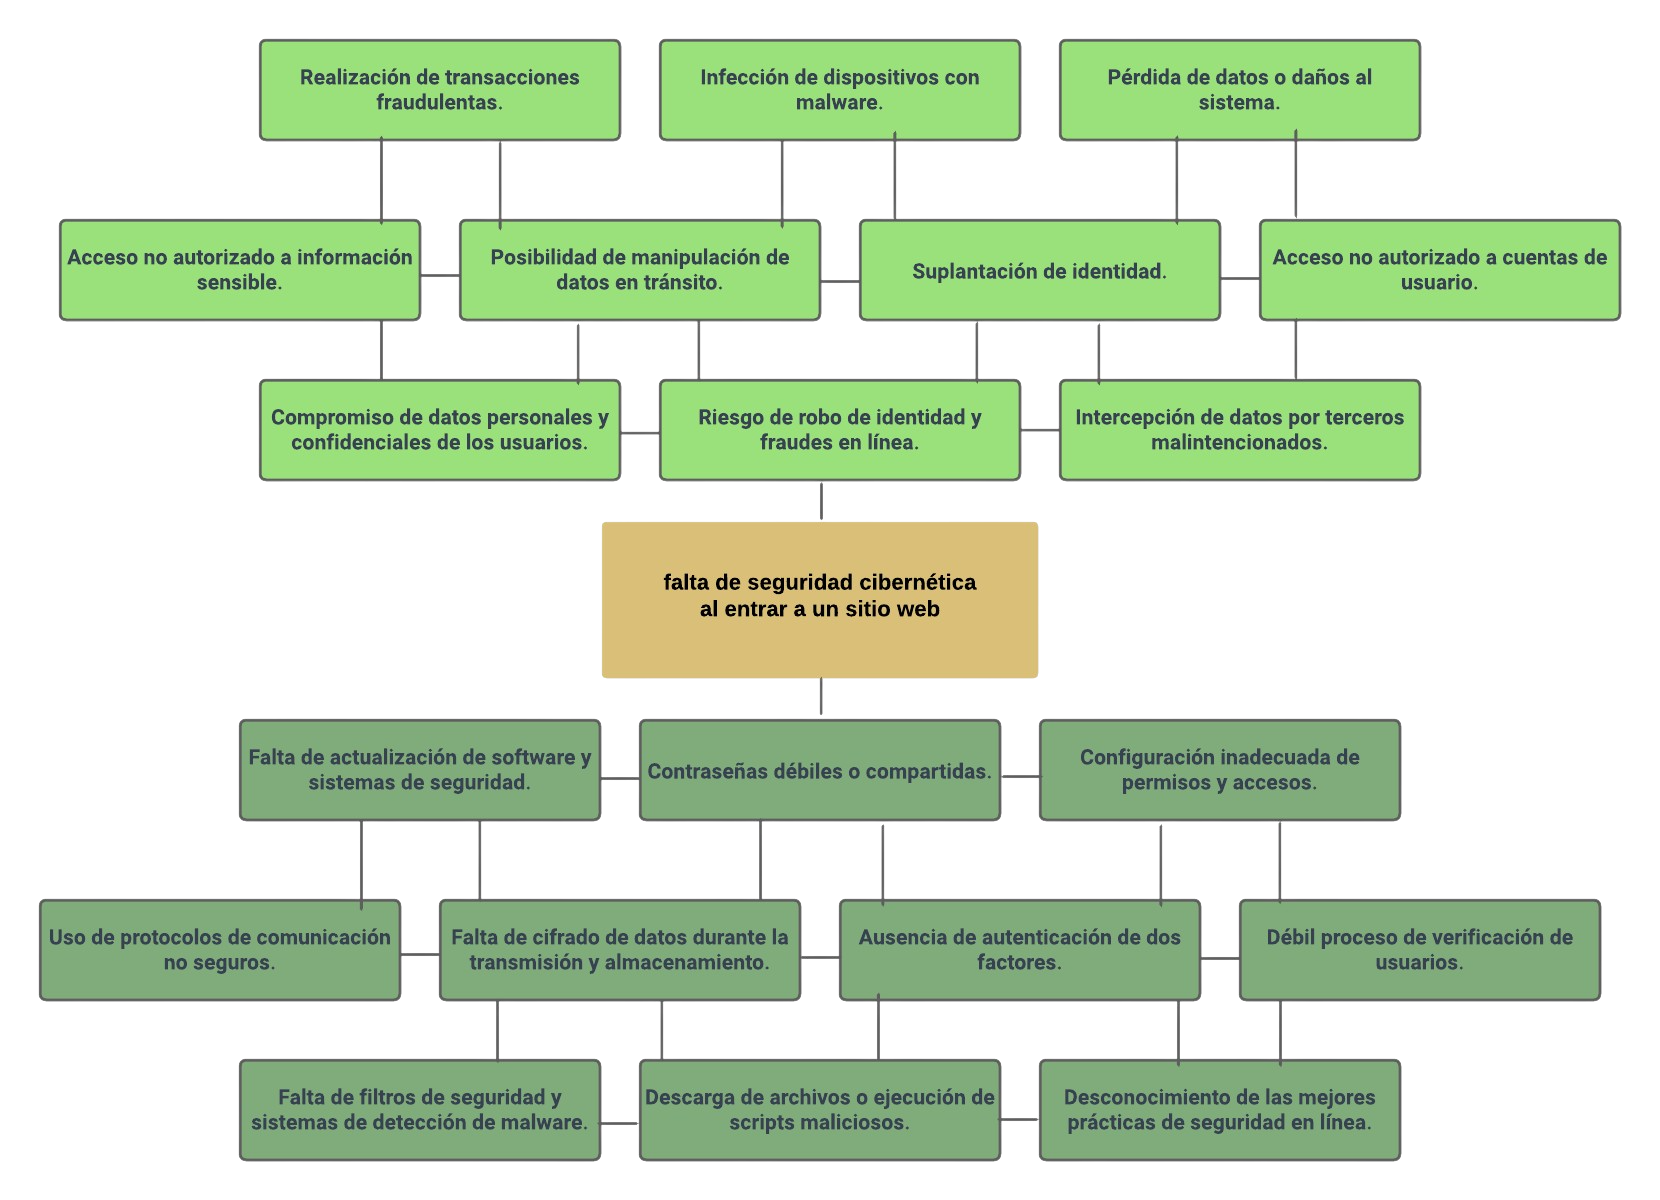 Realización de transacciones
fraudulentas.
Infección de dispositivos con
malware.
Pérdida de datos o daños al
sistema.
Acceso no autorizado a información
sensible.
Posibilidad de manipulación de
datos en tránsito.
Suplantación de identidad.
Acceso no autorizado a cuentas de
usuario.
Compromiso de datos personales y
confidenciales de los usuarios.
Riesgo de robo de identidad y
fraudes en línea.
Intercepción de datos por terceros
malintencionados.
falta de seguridad cibernética
al entrar a un sitio web
Falta de actualización de software y
sistemas de seguridad.
Contraseñas débiles o compartidas.
Configuración inadecuada de
permisos y accesos.
Uso de protocolos de comunicación
no seguros.
Falta de cifrado de datos durante la
transmisión y almacenamiento.
Ausencia de autenticación de dos
factores.
Débil proceso de verificación de
usuarios.
Falta de filtros de seguridad y
sistemas de detección de malware.
Descarga de archivos o ejecución de
scripts maliciosos.
Desconocimiento de las mejores
prácticas de seguridad en línea.